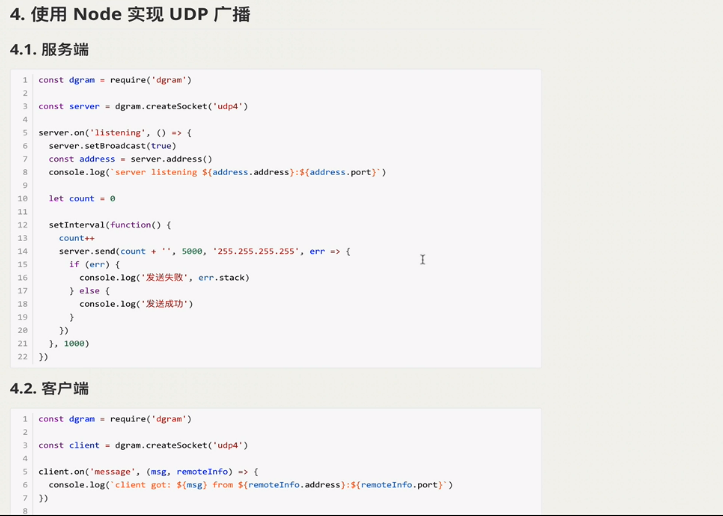 4. 使用 Node 实现 UDP 广播
4.1. 服务端
1 const dgram = require('dgram')
2
3 const server = dgram.createSocket('udp4')
4
5 server.on('listening', () => {
6   server.setBroadcast(true)
7   const address = server.address()
8   console.log(`server listening ${address.address}:${address.port}`)
9
10   let count = 0
11
12   setInterval(function() {
13     count++
14     server.send(count + '', 5000, '255.255.255.255', err => {
15       if (err) {
16         console.log('发送失败', err.stack)
17       } else {
18         console.log('发送成功')
19       }
20     })
21   }, 1000)
22 })
4.2. 客户端
1 const dgram = require('dgram')
2
3 const client = dgram.createSocket('udp4')
4
5 client.on('message', (msg, remoteInfo) => {
6   console.log(`client got: ${msg} from ${remoteInfo.address}:${remoteInfo.port}`)
7 })
8